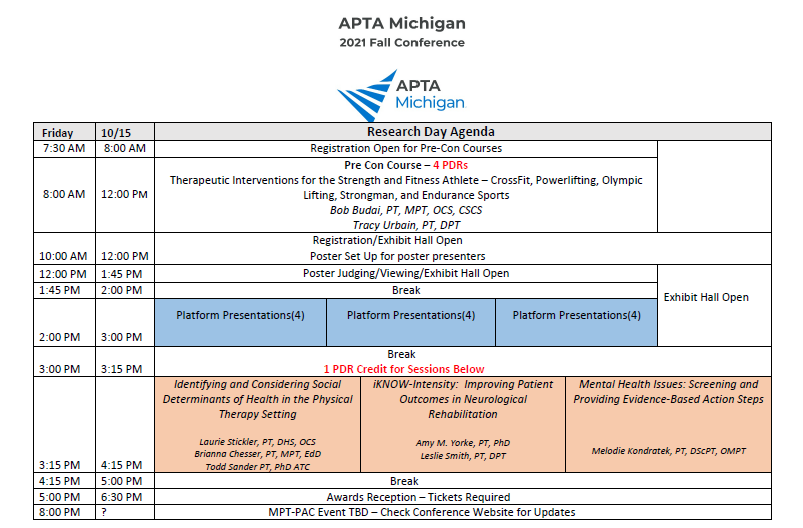 APTA Michigan
2021 Fall Conference
APTA
Michigan
Friday 10/15 Research Day Agenda
7:30 AM 8:00 AM Registration Open for Pre-Con Courses
Pre Con Course – 4 PDRs
Therapeutic Interventions for the Strength and Fitness Athlete – CrossFit, Powerlifting, Olympic
Lifting, Strongman, and Endurance Sports
Bob Budai, PT, MPT, OCS, CSCS
Tracy Urbain, PT, DPT
8:00 AM 12:00 PM
Registration/Exhibit Hall Open
Poster Set Up for poster presenters
10:00 AM 12:00 PM
12:00 PM 1:45 PM Poster Judging/Viewing/Exhibit Hall Open
1:45 PM 2:00 PM Break
Exhibit Hall Open
Platform Presentations(4) Platform Presentations(4) Platform Presentations(4)
2:00 PM 3:00 PM
Break
3:00 PM 3:15 PM 1 PDR Credit for Sessions Below
Identifying and Considering Social
Determinants of Health in the Physical
Therapy Setting
Laurie Stickler, PT, DHS, OCS
Brianna Chesser, PT, MPT, EdD
Todd Sander PT, PhD ATC
iKNOW-Intensity: Improving Patient
Outcomes in Neurological
Rehabilitation
Amy M. Yorke, PT, PhD
Leslie Smith, PT, DPT
Mental Health Issues: Screening and
Providing Evidence-Based Action Steps
Melodie Kondratek, PT, DScPT, OMPT
3:15 PM 4:15 PM
4:15 PM 5:00 PM Break
5:00 PM 6:30 PM Awards Reception – Tickets Required
8:00 PM ? MPT-PAC Event TBD – Check Conference Website for Updates